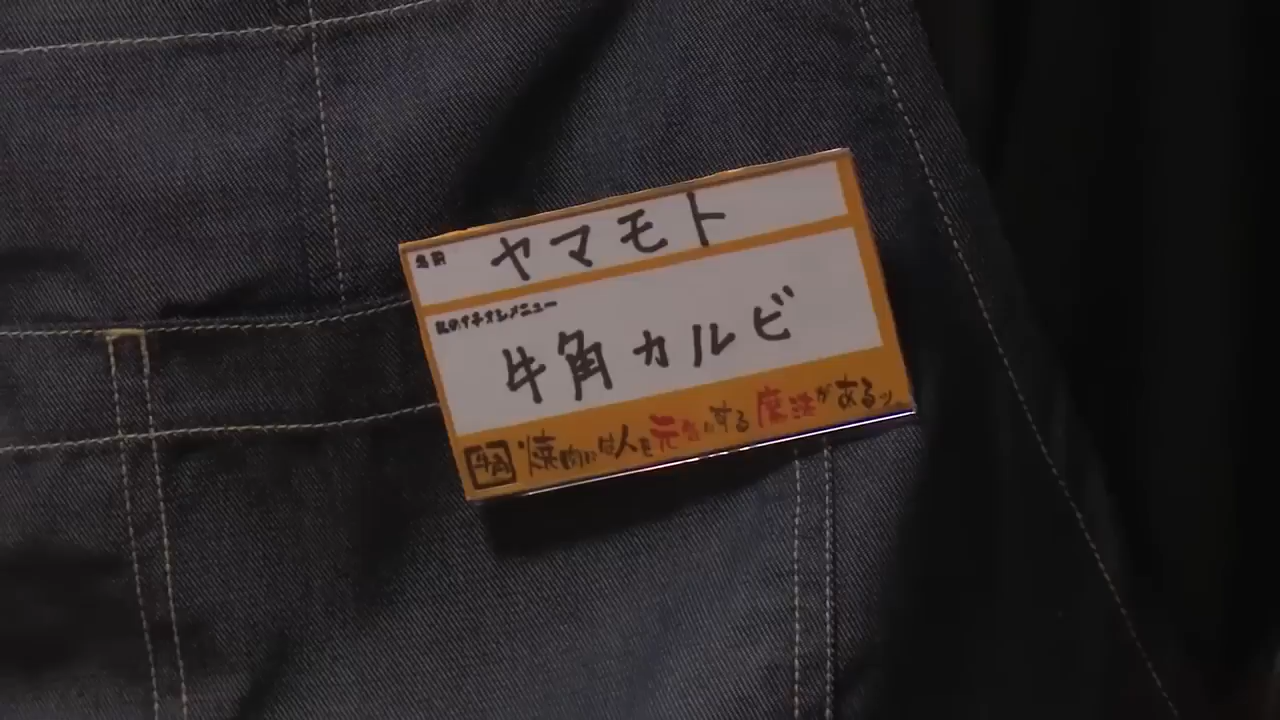 名前
ヤマモト
私のイチオシメニュー
牛角カルビ
牛角 焼肉には人を元気にする魔法があるッ。